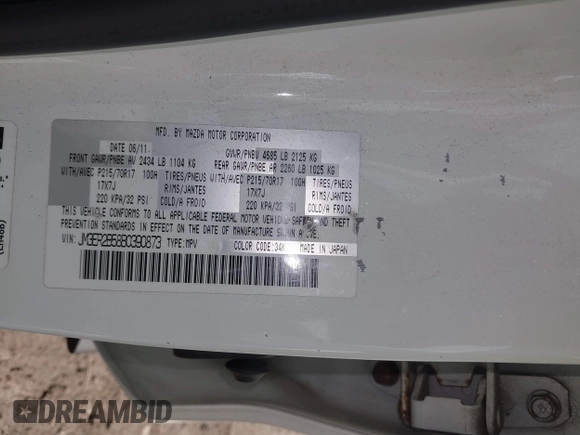 MFD. BY MAZDA MOTOR CORPORATION
DATE 06/11
GVWR/PNBV 4685 LB 2125 KG
FRONT GAWR/PNBE AV 2434 LB 1104 KG
REAR GAWR/PNBE AR 2260 LB 1025 KG
WITH/AVEC P215/70R17 100H TIRES/PNEUS WITH/AVEC P215/70R17 100H TIRES/PNEUS
17X7J RIMS/JANTES 17X7J RIMS/JANTES
220 KPA/32 PSI COLD/A FROID 220 KPA/32 PSI COLD/A FROID
THIS VEHICLE CONFORMS TO ALL APPLICABLE FEDERAL MOTOR VEHICLE SAFETY AND THEFT
PREVENTION STANDARDS IN EFFECT ON THE DATE OF MANUFACTURE SHOWN ABOVE.
VIN: JM3ER2B58B0390873 TYPE: MPV COLOR CODE: 34K MADE IN JAPAN
DREAMBID